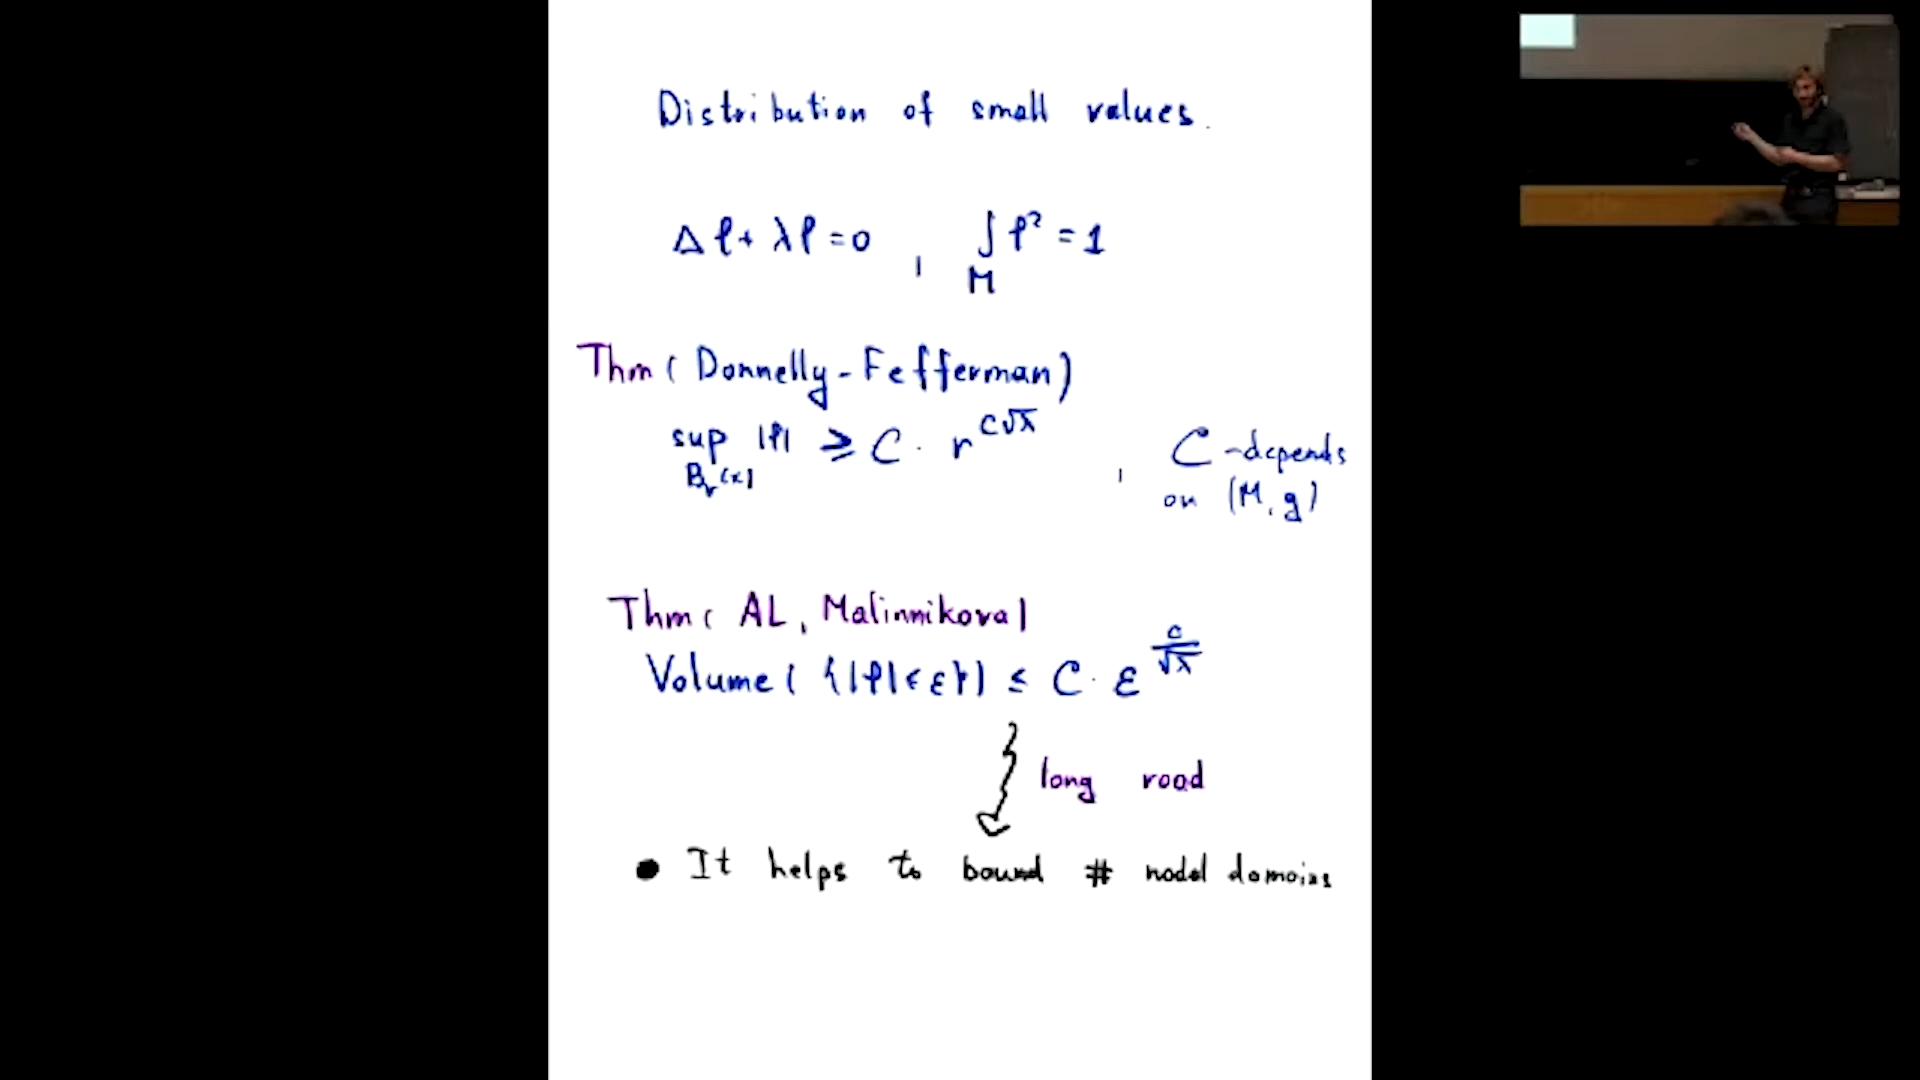 Distribution of small values.
Δφ + λφ = 0 , ∫_M φ² = 1
Thm (Donnelly-Fefferman)
sup_{B_r(x)} |φ| ≥ C · r^{C√λ} , C - depends
on (M, g)
Thm (AL, Malinnikova)
Volume ( {|φ| < ε} ) ≤ C · ε^{c/√λ}
long road
• It helps to bound # nodal domains